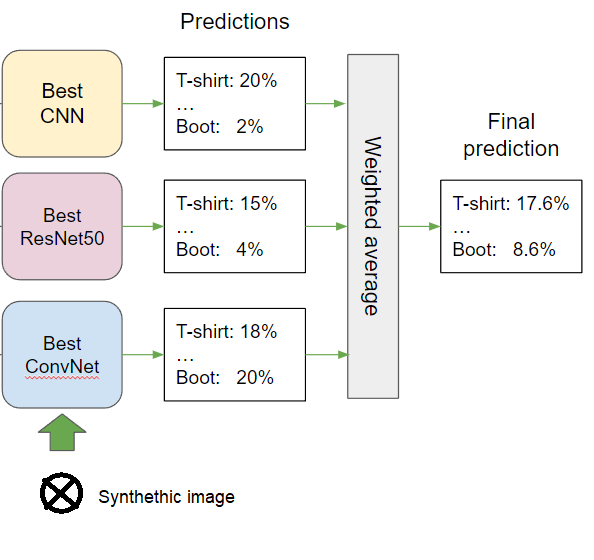 Predictions
Best
CNN
T-shirt: 20%
…
Boot: 2%
Best
ResNet50
T-shirt: 15%
…
Boot: 4%
Best
ConvNet
T-shirt: 18%
…
Boot: 20%
Weighted average
Final
prediction
T-shirt: 17.6%
…
Boot: 8.6%
Synthethic image